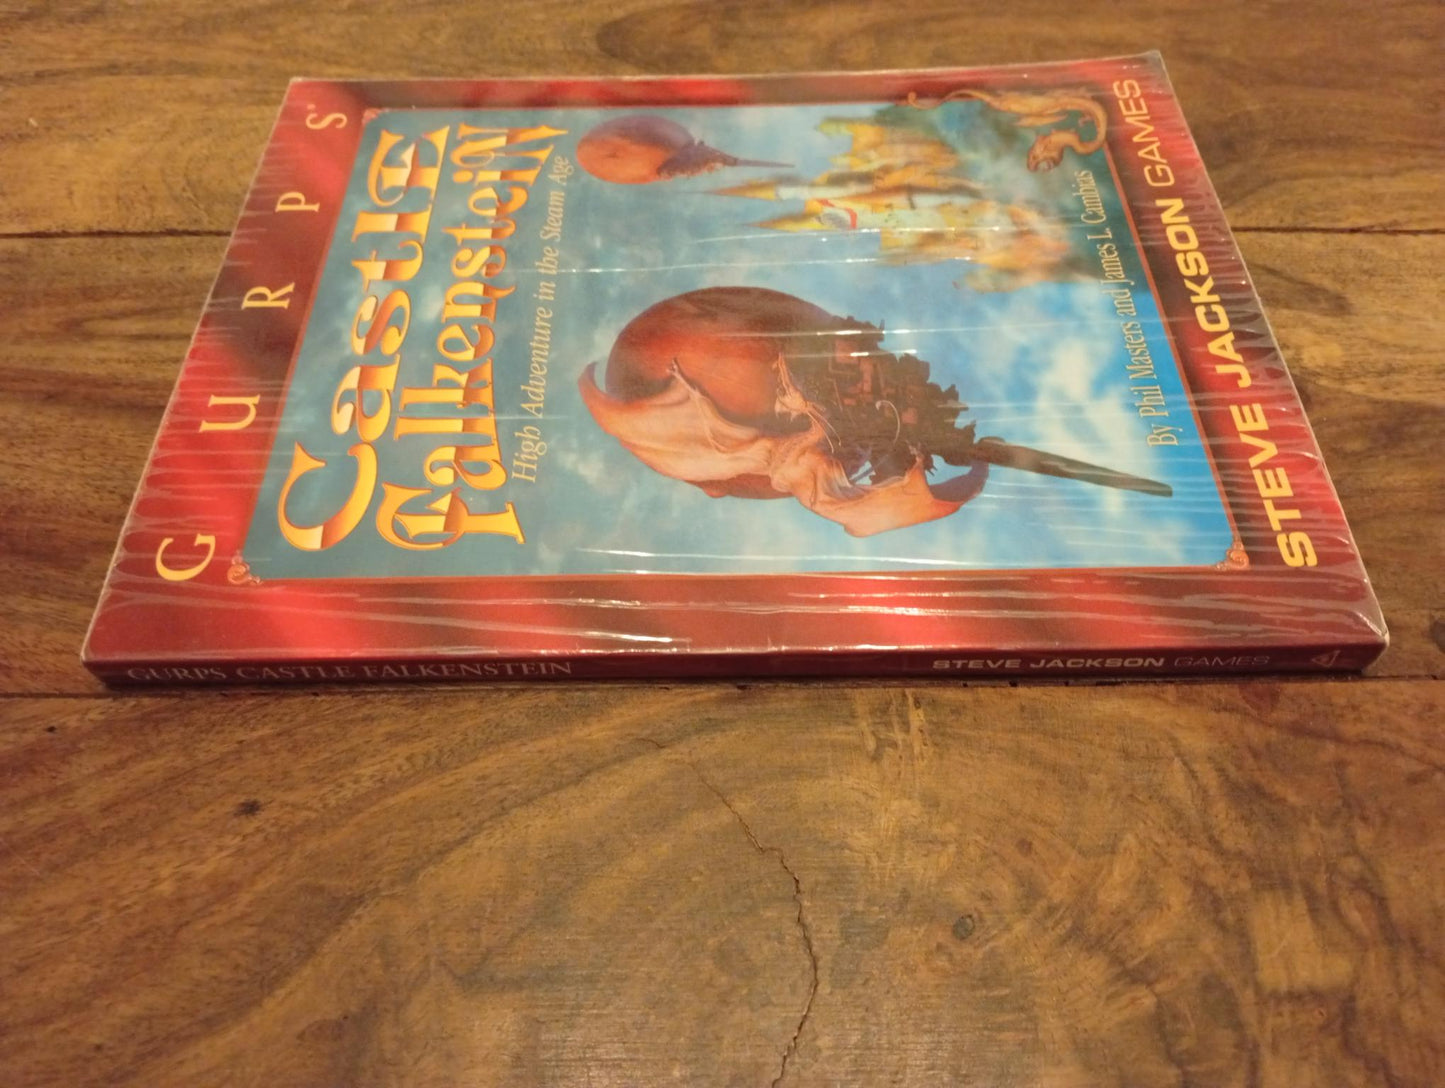 G U R P S®
Castle
Falkenstein
High Adventure in the Steam Age
By Phil Masters and James L. Cambias
STEVE JACKSON GAMES
GURPS CASTLE FALKENSTEIN
STEVE JACKSON GAMES